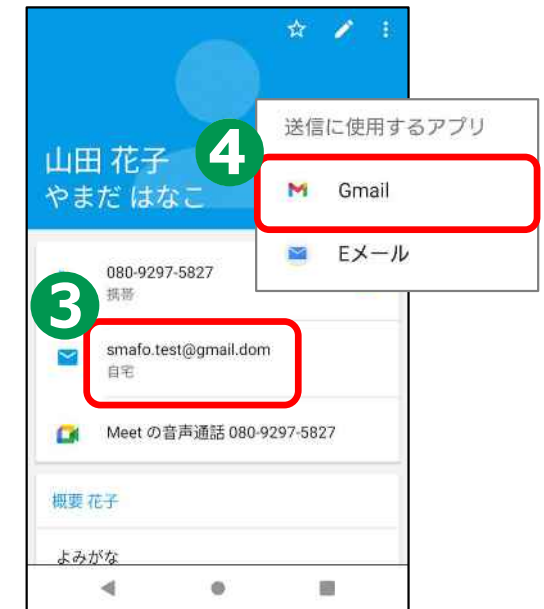 山田 花子
やまだ はなこ
4
送信に使用するアプリ
Gmail
Eメール
3
080-9297-5827
携帯
smafo.test@gmail.dom
自宅
Meet の音声通話 080-9297-5827
概要 花子
よみがな